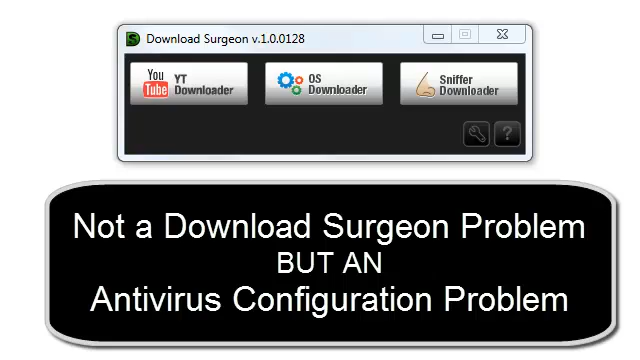 Download Surgeon v.1.0.0128
You Tube YT Downloader
OS Downloader
Sniffer Downloader
?
Not a Download Surgeon Problem
BUT AN
Antivirus Configuration Problem